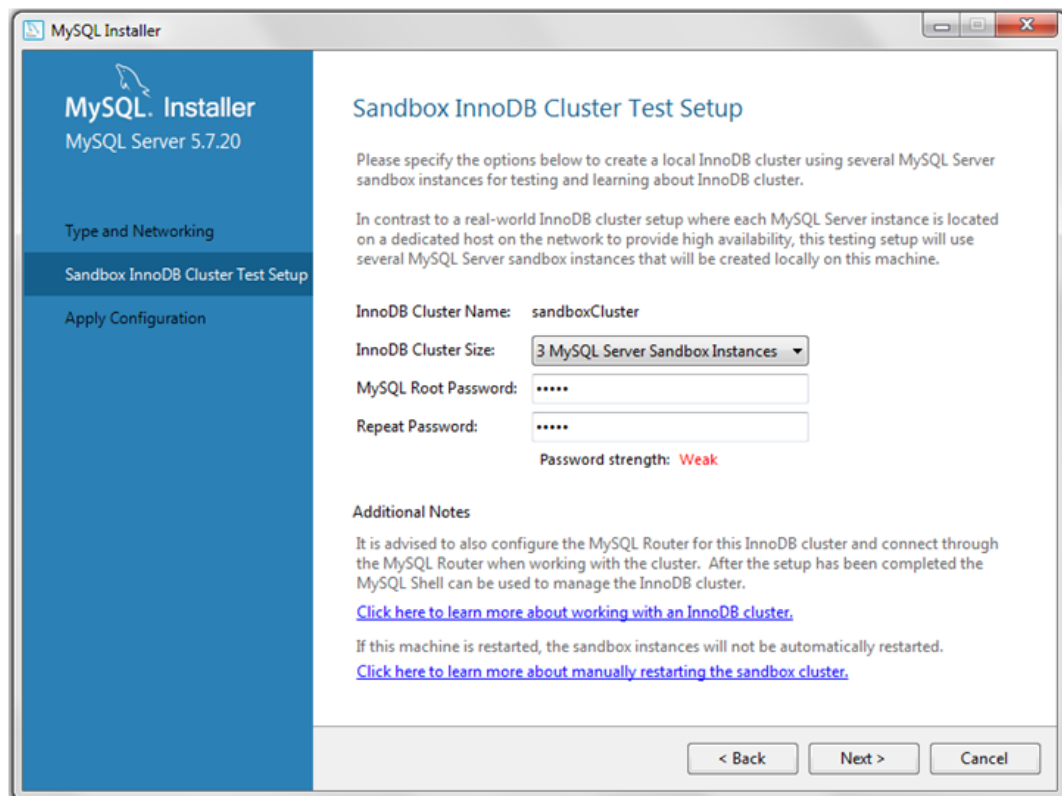 MySQL Installer
MySQL. Installer
MySQL Server 5.7.20
Type and Networking
Sandbox InnoDB Cluster Test Setup
Apply Configuration
Sandbox InnoDB Cluster Test Setup
Please specify the options below to create a local InnoDB cluster using several MySQL Server
sandbox instances for testing and learning about InnoDB cluster.
In contrast to a real-world InnoDB cluster setup where each MySQL Server instance is located
on a dedicated host on the network to provide high availability, this testing setup will use
several MySQL Server sandbox instances that will be created locally on this machine.
InnoDB Cluster Name: sandboxCluster
InnoDB Cluster Size: 3 MySQL Server Sandbox Instances
MySQL Root Password: •••••
Repeat Password: •••••
Password strength: Weak
Additional Notes
It is advised to also configure the MySQL Router for this InnoDB cluster and connect through
the MySQL Router when working with the cluster. After the setup has been completed the
MySQL Shell can be used to manage the InnoDB cluster.
Click here to learn more about working with an InnoDB cluster.
If this machine is restarted, the sandbox instances will not be automatically restarted.
Click here to learn more about manually restarting the sandbox cluster.
< Back Next > Cancel